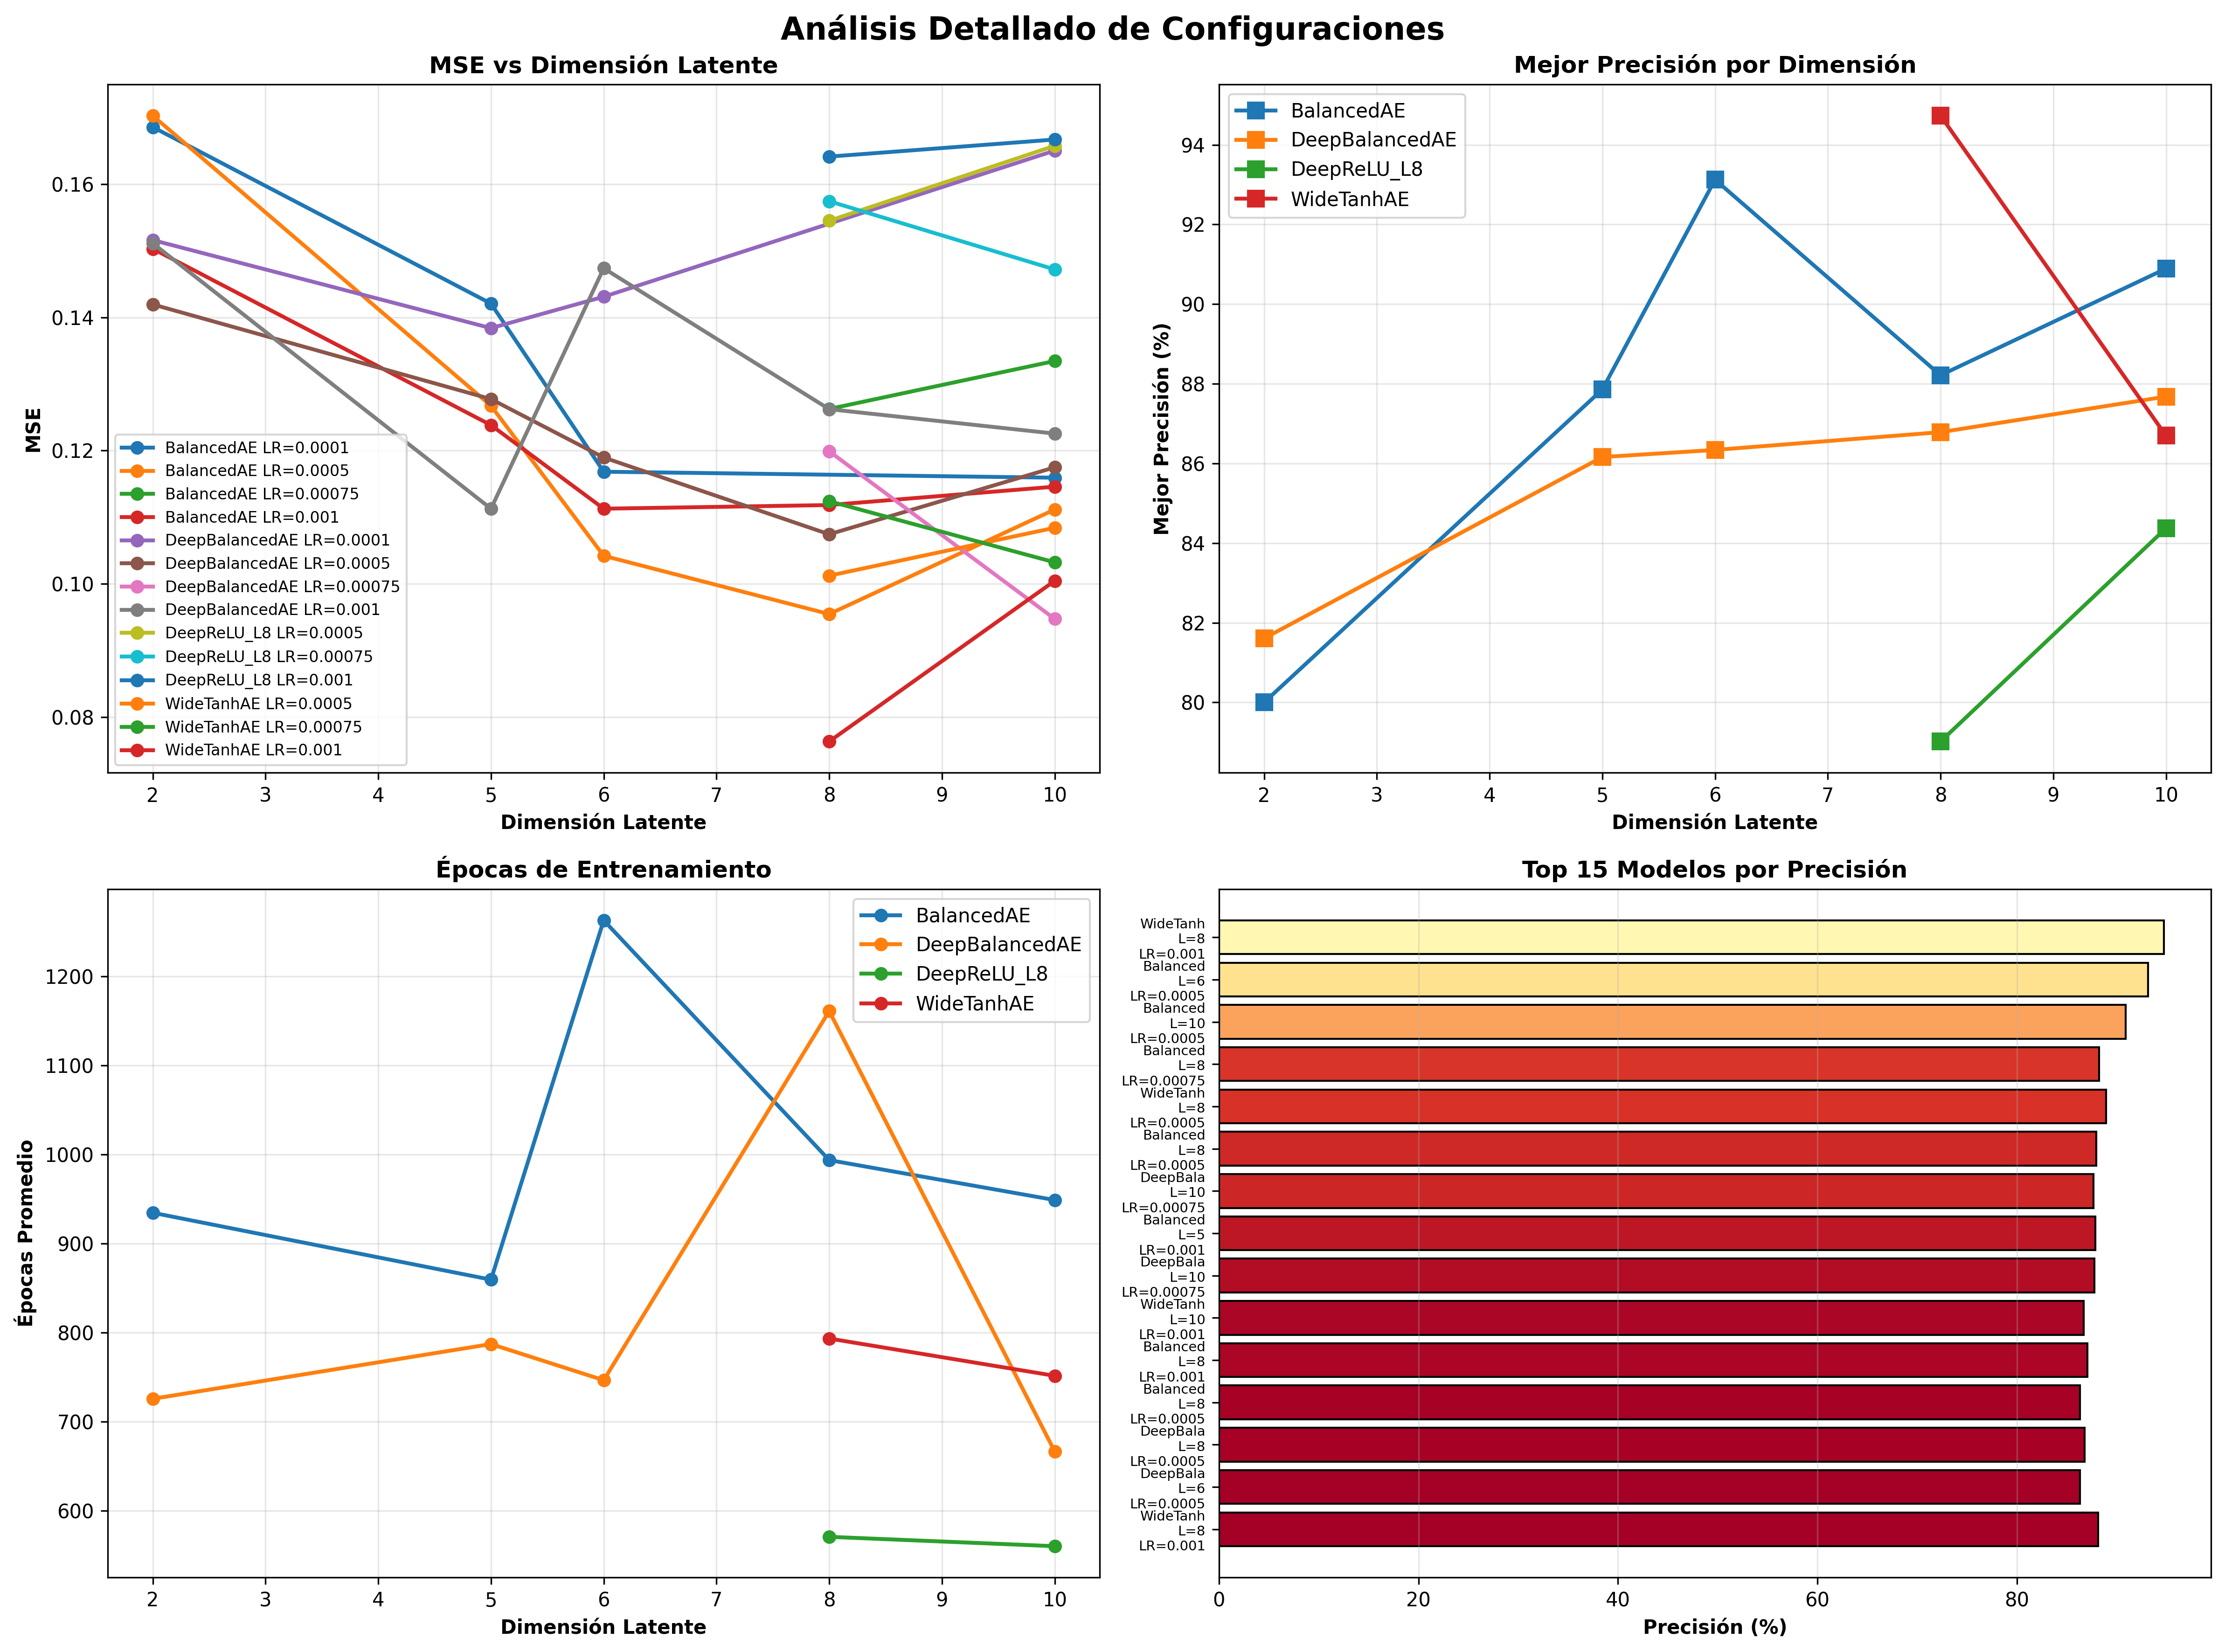 Análisis Detallado de Configuraciones
MSE vs Dimensión Latente
MSE
0.16
0.14
0.12
0.10
0.08
BalancedAE LR=0.0001
BalancedAE LR=0.0005
BalancedAE LR=0.00075
BalancedAE LR=0.001
DeepBalancedAE LR=0.0001
DeepBalancedAE LR=0.0005
DeepBalancedAE LR=0.00075
DeepBalancedAE LR=0.001
DeepReLU_L8 LR=0.0005
DeepReLU_L8 LR=0.00075
DeepReLU_L8 LR=0.001
WideTanhAE LR=0.0005
WideTanhAE LR=0.00075
WideTanhAE LR=0.001
2 3 4 5 6 7 8 9 10
Dimensión Latente
Mejor Precisión por Dimensión
Mejor Precisión (%)
94
92
90
88
86
84
82
80
BalancedAE
DeepBalancedAE
DeepReLU_L8
WideTanhAE
2 3 4 5 6 7 8 9 10
Dimensión Latente
Épocas de Entrenamiento
Épocas Promedio
1200
1100
1000
900
800
700
600
BalancedAE
DeepBalancedAE
DeepReLU_L8
WideTanhAE
2 3 4 5 6 7 8 9 10
Dimensión Latente
Top 15 Modelos por Precisión
WideTanh
L=8
LR=0.001
Balanced
L=6
LR=0.0005
Balanced
L=10
LR=0.0005
Balanced
L=8
LR=0.00075
WideTanh
L=8
LR=0.0005
Balanced
L=8
LR=0.0005
DeepBala
L=10
LR=0.00075
Balanced
L=5
LR=0.001
DeepBala
L=10
LR=0.00075
WideTanh
L=10
LR=0.001
Balanced
L=8
LR=0.001
Balanced
L=8
LR=0.0005
DeepBala
L=8
LR=0.0005
DeepBala
L=6
LR=0.0005
WideTanh
L=8
LR=0.001
0 20 40 60 80
Precisión (%)